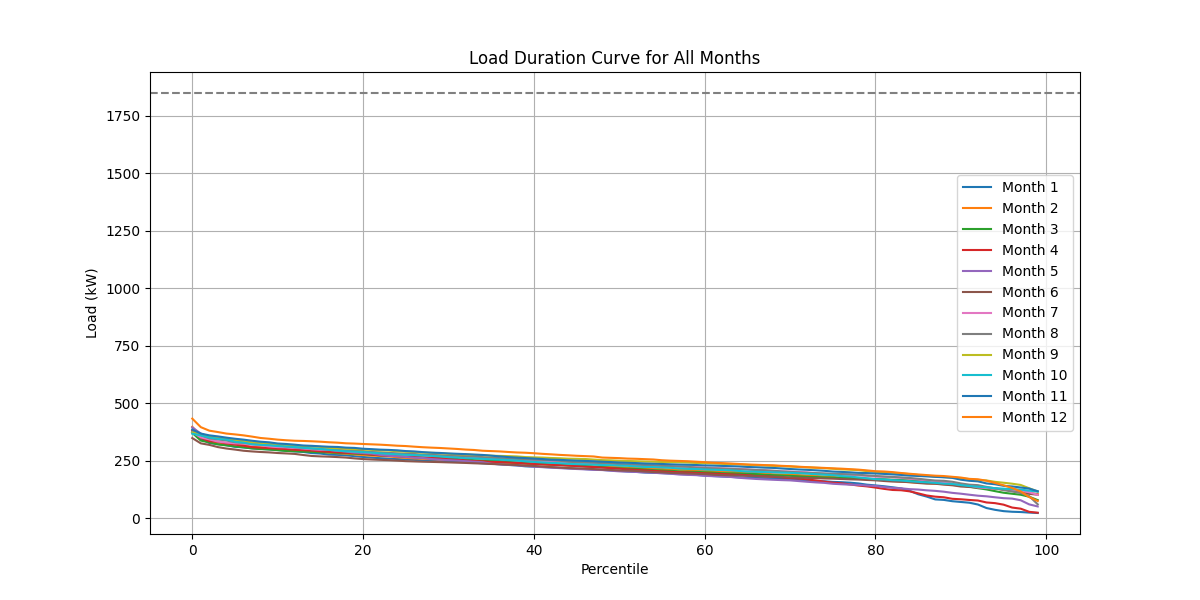 Load Duration Curve for All Months
Load (kW)
1750
1500
1250
1000
750
500
250
0
0 20 40 60 80 100
Percentile
Month 1
Month 2
Month 3
Month 4
Month 5
Month 6
Month 7
Month 8
Month 9
Month 10
Month 11
Month 12